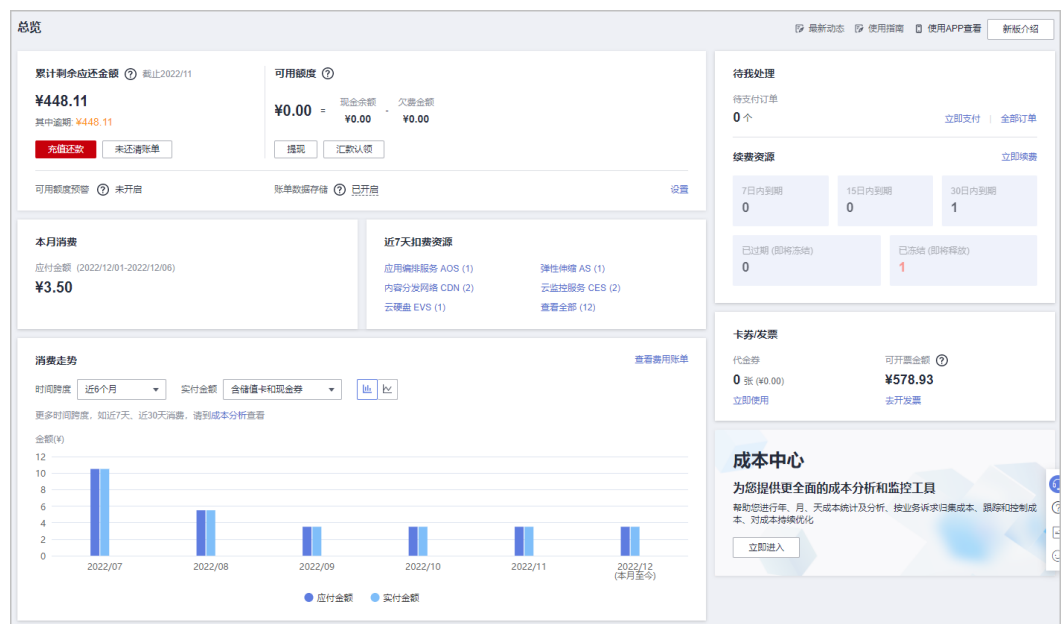 总览
最新动态 使用指南 使用APP查看 新版介绍
累计剩余应还金额 截止2022/11
¥448.11
其中逾期: ¥448.11
充值还款 未还清账单
可用额度
¥0.00 = 现金余额 ¥0.00 - 欠费金额 ¥0.00
提现 汇款认领
可用额度预警 未开启
账单数据存储 已开启
设置
本月消费
应付金额 (2022/12/01-2022/12/06)
¥3.50
近7天扣费资源
应用编排服务 AOS (1) 弹性伸缩 AS (1)
内容分发网络 CDN (2) 云监控服务 CES (2)
云硬盘 EVS (1) 查看全部 (12)
消费走势 查看费用账单
时间跨度 近6个月 实付金额 含储值卡和现金券
更多时间跨度,如近7天、近30天消费,请到成本分析查看
金额(¥)
12
10
8
6
4
2
0
2022/07 2022/08 2022/09 2022/10 2022/11 2022/12
(本月至今)
应付金额 实付金额
待我处理
待支付订单
0 个 立即支付 全部订单
续费资源 立即续费
7日内到期 15日内到期 30日内到期
0 0 1
已过期 (即将冻结) 已冻结 (即将释放)
0 1
卡券/发票
代金券 可开票金额
0 张 (¥0.00) ¥578.93
立即使用 去开发票
成本中心
为您提供更全面的成本分析和监控工具
帮助您进行年、月、天成本统计及分析、按业务诉求归集成本、跟踪和控制成
本、对成本持续优化
立即进入